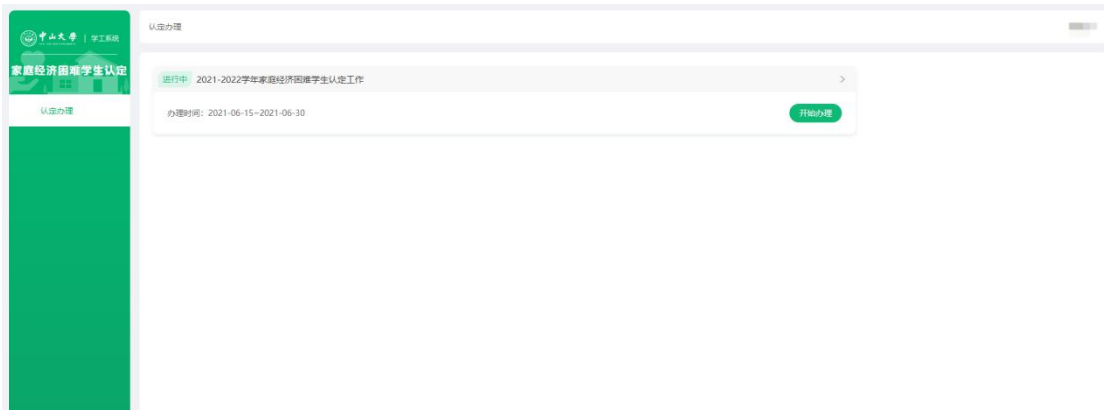 中山大學 | 学工系统
家庭经济困难学生认定
认定办理
认定办理
进行中 2021-2022学年家庭经济困难学生认定工作 >
办理时间：2021-06-15~2021-06-30
开始办理